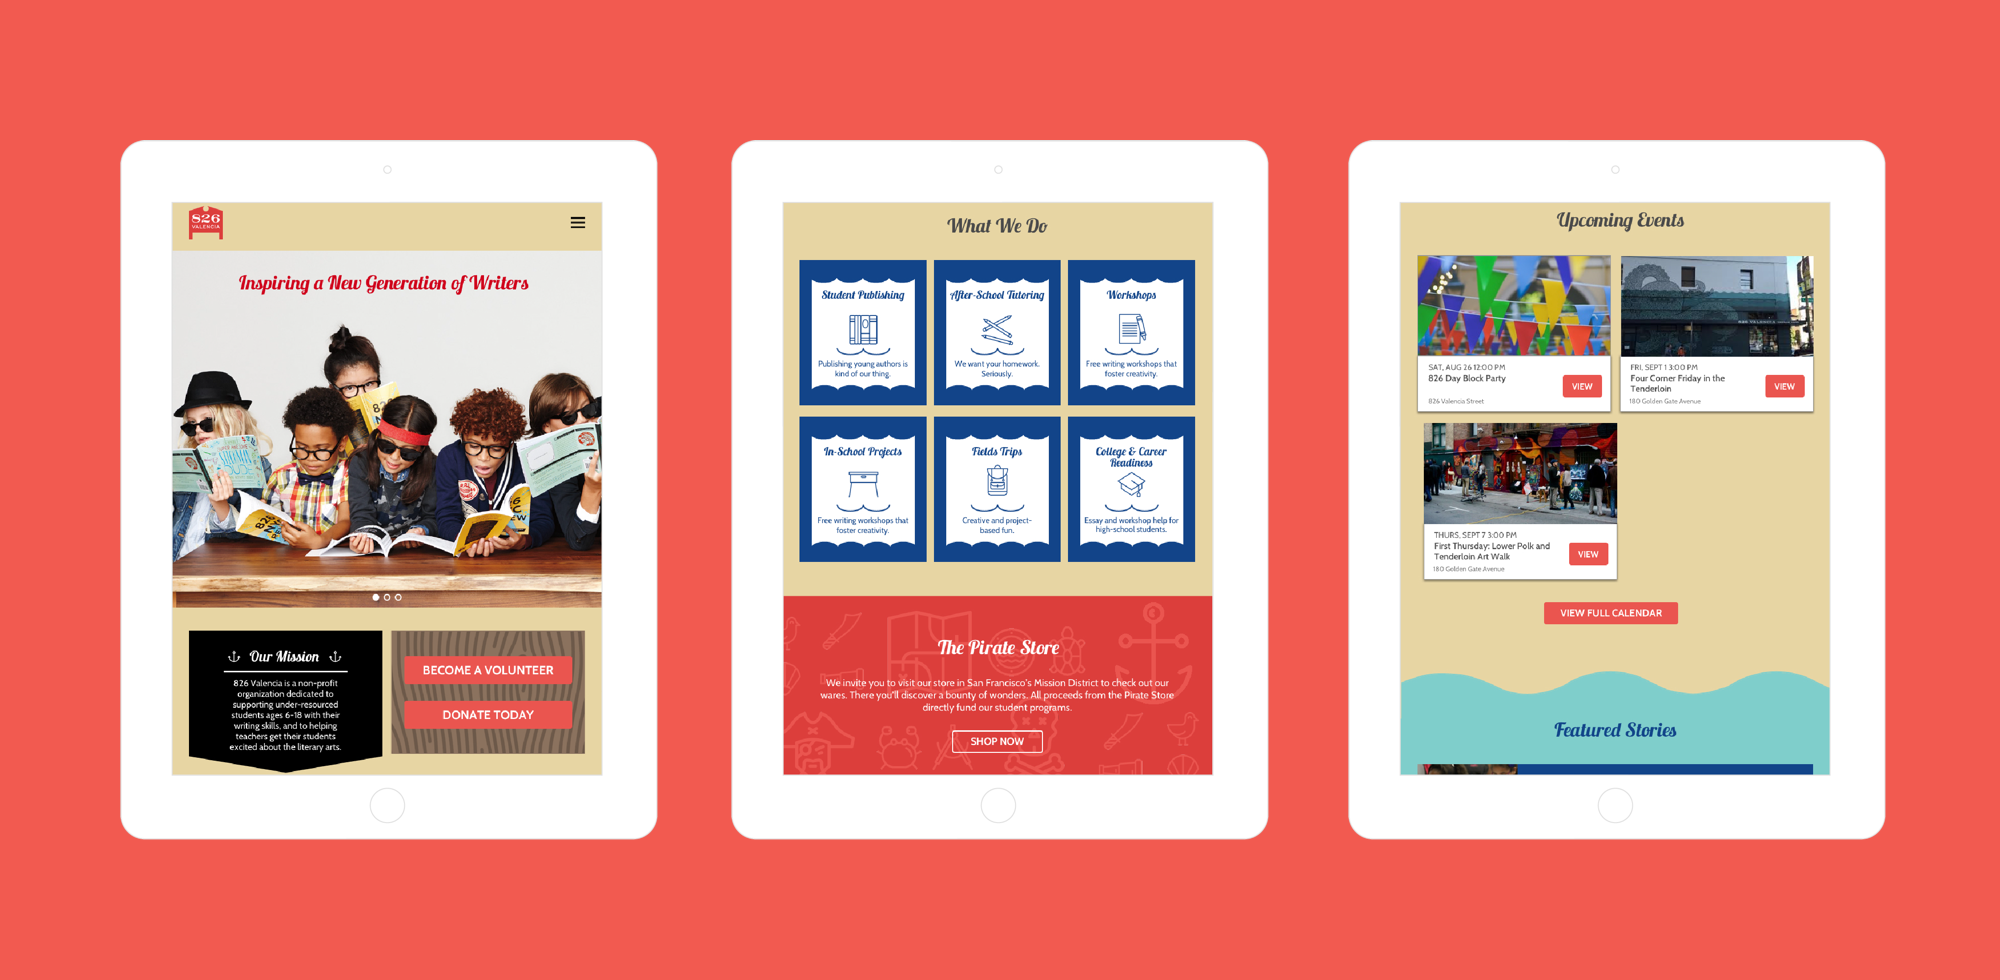 826
VALENCIA
Inspiring a New Generation of Writers
826
826
Our Mission
826 Valencia is a non-profit
organization dedicated to
supporting under-resourced
students ages 6-18 with their
writing skills, and to helping
teachers get their students
excited about the literary arts.
BECOME A VOLUNTEER
DONATE TODAY
What We Do
Student Publishing
Publishing young authors is
kind of our thing.
After-School Tutoring
We want your homework.
Seriously.
Workshops
Free writing workshops that
foster creativity.
In-School Projects
Free writing workshops that
foster creativity.
Fields Trips
Creative and project-
based fun.
College & Career
Readiness
Essay and workshop help for
high-school students.
The Pirate Store
We invite you to visit our store in San Francisco's Mission District to check out our
wares. There you'll discover a bounty of wonders. All proceeds from the Pirate Store
directly fund our student programs.
SHOP NOW
Upcoming Events
SAT, AUG 26 12:00 PM
826 Day Block Party
826 Valencia Street
VIEW
826 VALENCIA
FRI, SEPT 1 3:00 PM
Four Corner Friday in the
Tenderloin
180 Golden Gate Avenue
VIEW
THURS, SEPT 7 3:00 PM
First Thursday: Lower Polk and
Tenderloin Art Walk
180 Golden Gate Avenue
VIEW
VIEW FULL CALENDAR
Featured Stories